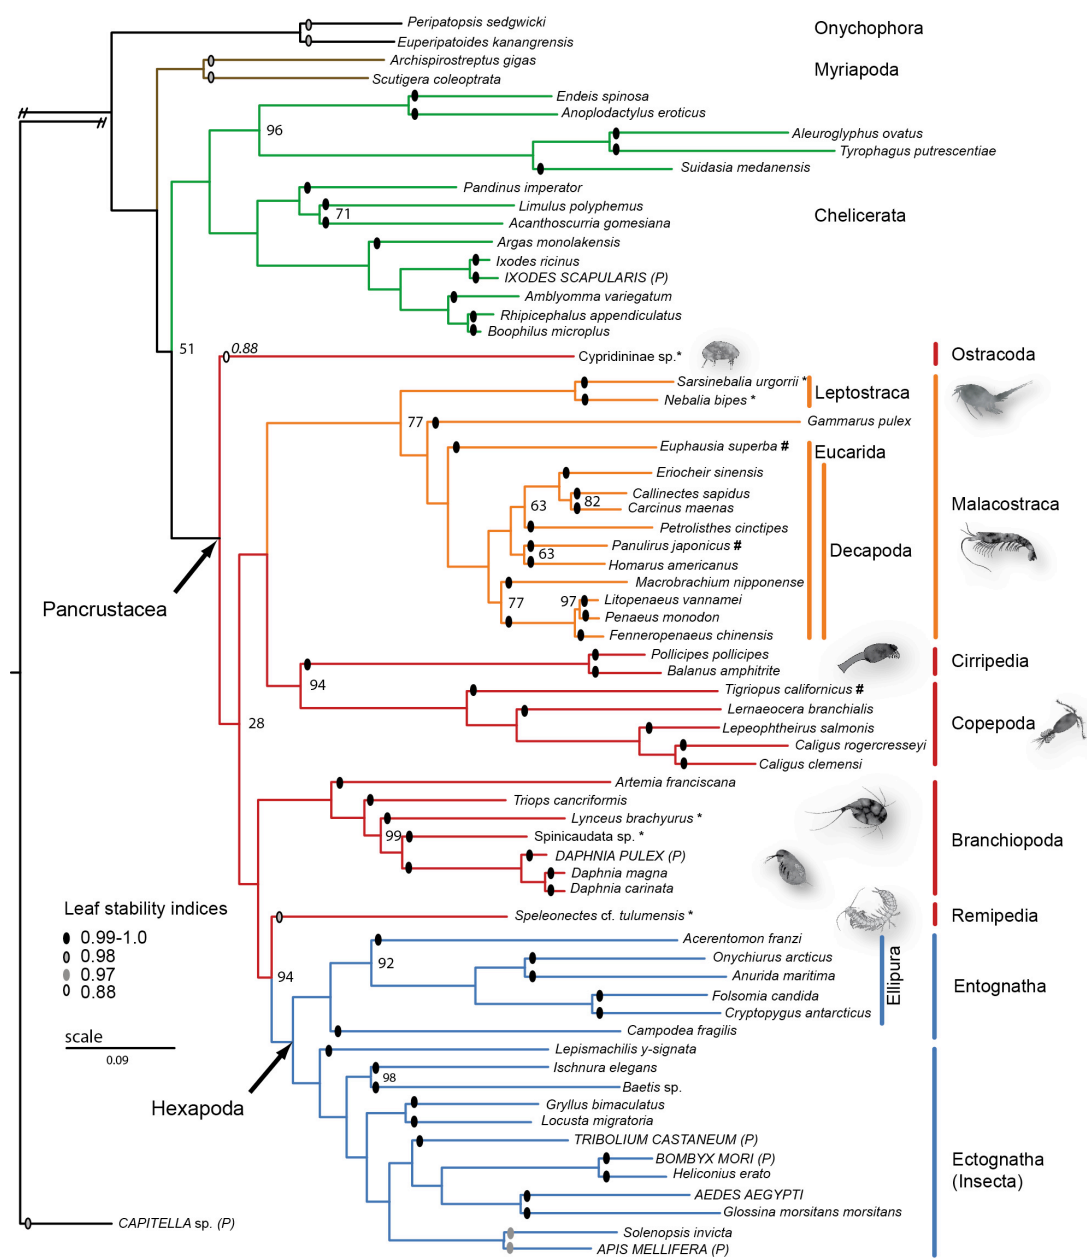 Peripatopsis sedgwicki
Onychophora
Euperipatoides kanangrensis
Archispirostreptus gigas
Myriapoda
Scutigera coleoptrata
Endeis spinosa
Anoplodactylus eroticus
96
Aleuroglyphus ovatus
Tyrophagus putrescentiae
Suidasia medanensis
Pandinus imperator
Limulus polyphemus
71
Chelicerata
Acanthoscurria gomesiana
Argas monolakensis
Ixodes ricinus
IXODES SCAPULARIS (P)
Amblyomma variegatum
Rhipicephalus appendiculatus
Boophilus microplus
51
0.88
Cypridininae sp.*
Ostracoda
Sarsinebalia urgorrii *
Leptostraca
Nebalia bipes *
77
Gammarus pulex
Euphausia superba #
Eucarida
Eriocheir sinensis
Callinectes sapidus
82
63
Carcinus maenas
Malacostraca
Petrolisthes cinctipes
Panulirus japonicus #
63
Decapoda
Homarus americanus
Macrobrachium nipponense
77
97
Litopenaeus vannamei
Pancrustacea
Penaeus monodon
Fenneropenaeus chinensis
Pollicipes pollicipes
Cirripedia
Balanus amphitrite
94
Tigriopus californicus #
Lernaeocera branchialis
28
Lepeophtheirus salmonis
Copepoda
Caligus rogercresseyi
Caligus clemensi
Artemia franciscana
Triops cancriformis
Lynceus brachyurus *
99
Spinicaudata sp. *
Branchiopoda
DAPHNIA PULEX (P)
Daphnia magna
Daphnia carinata
Leaf stability indices
Speleonectes cf. tulumensis *
Remipedia
0.99-1.0
0.98
0.97
0.88
Acerentomon franzi
92
Onychiurus arcticus
94
Anurida maritima
Ellipura
Entognatha
Folsomia candida
Cryptopygus antarcticus
Campodea fragilis
scale
0.09
Lepismachilis y-signata
Ischnura elegans
98
Baetis sp.
Hexapoda
Gryllus bimaculatus
Locusta migratoria
TRIBOLIUM CASTANEUM (P)
BOMBYX MORI (P)
Ectognatha
(Insecta)
Heliconius erato
AEDES AEGYPTI
Glossina morsitans morsitans
CAPITELLA sp. (P)
Solenopsis invicta
APIS MELLIFERA (P)